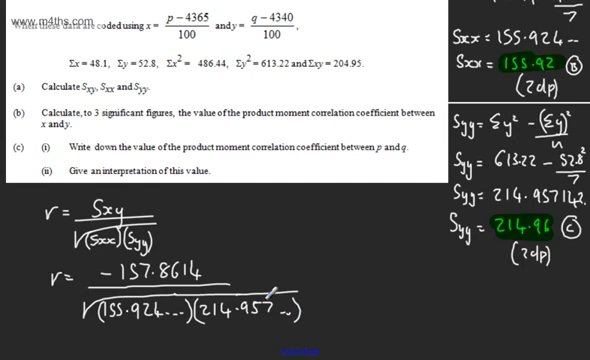 www.m4ths.com
When these data are coded using x = (p – 4365)/100 and y = (q – 4340)/100,
Σx = 48.1, Σy = 52.8, Σx² = 486.44, Σy² = 613.22 and Σxy = 204.95.
(a) Calculate Sxy, Sxx and Syy.
(b) Calculate, to 3 significant figures, the value of the product moment correlation coefficient between x and y.
(c) (i) Write down the value of the product moment correlation coefficient between p and q.
(ii) Give an interpretation of this value.
r = Sxy / √(Sxx)(Syy)
r = -157.8614 / √(155.924...)(214.957...)
7
Sxx = 155.924...
Sxx = 155.92 (B)
(2dp)
Syy = Σy² - (Σy)²/n
Syy = 613.22 - 52.8²/7
Syy = 214.957142.
Syy = 214.96 (C)
(2dp)